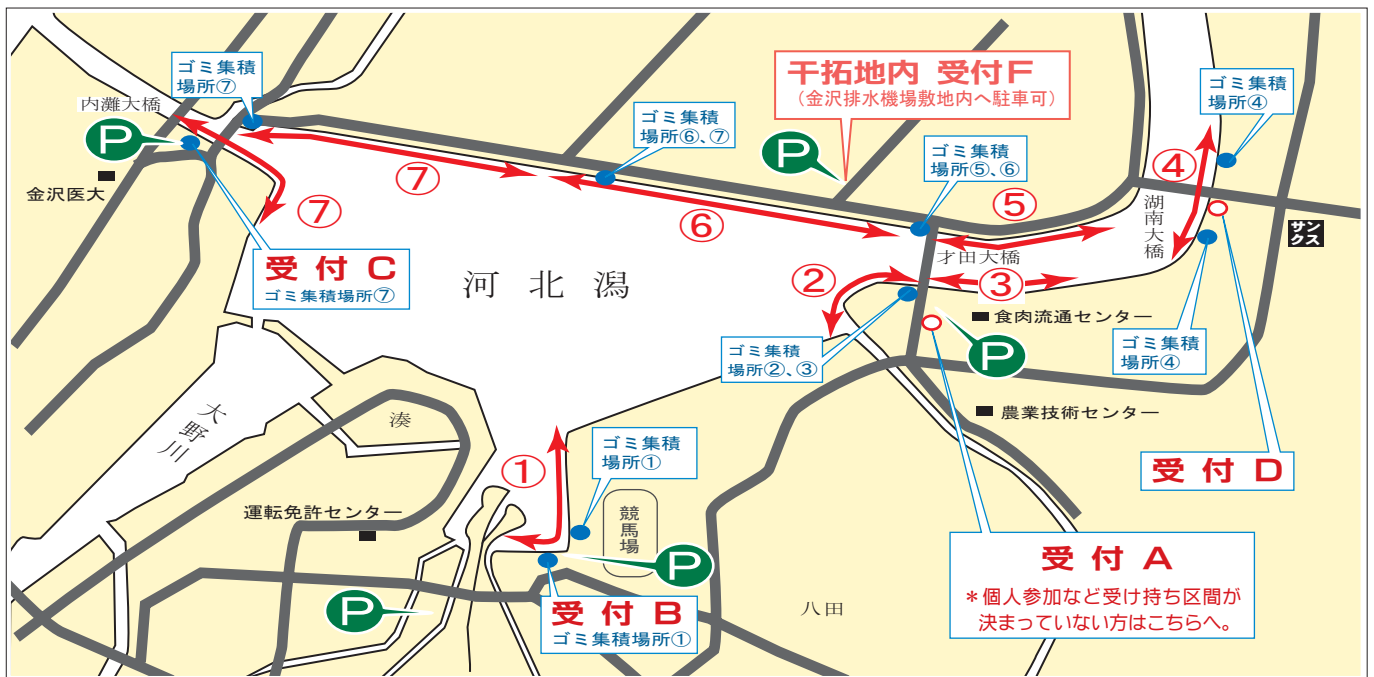 ゴミ集積
場所⑦
内灘大橋
P
金沢医大
⑦
⑦
受付 C
ゴミ集積場所⑦
ゴミ集積
場所⑥、⑦
⑥
干拓地内 受付F
（金沢排水機場敷地内へ駐車可）
P
ゴミ集積
場所⑤、⑥
⑤
ゴミ集積
場所④
④
湖南大橋
サン
クス
才田大橋
②
③
河北潟
食肉流通センター
P
ゴミ集積
場所②、③
ゴミ集積
場所④
農業技術センター
大野川
湊
①
ゴミ集積
場所①
受付 D
運転免許センター
競馬場
P
P
受付 B
ゴミ集積場所①
八田
受付 A
＊個人参加など受け持ち区間が
決まっていない方はこちらへ。